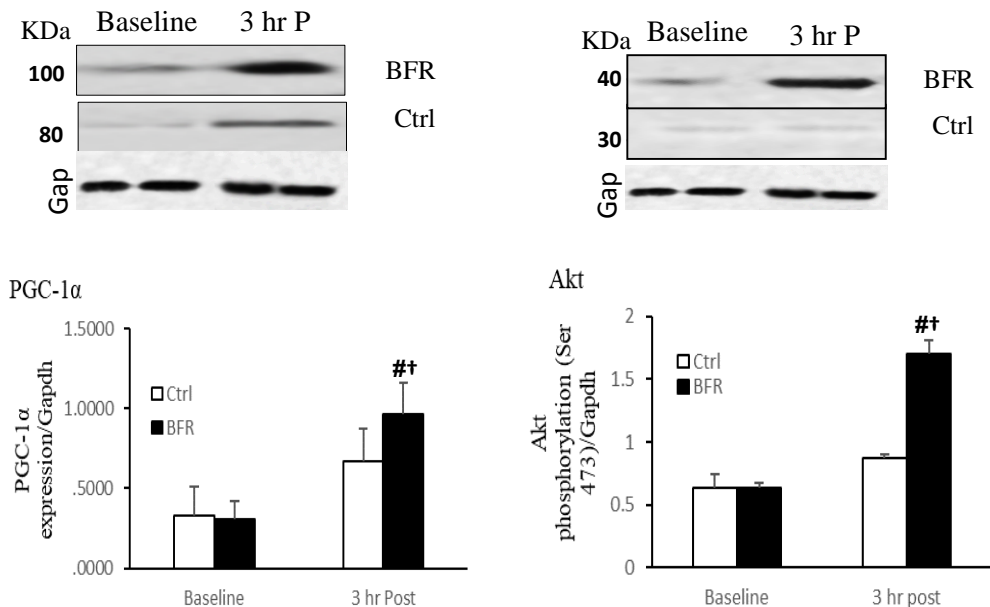 KDa Baseline 3 hr P
100 BFR
80 Ctrl
Gap
KDa Baseline 3 hr P
40 BFR
30 Ctrl
Gap
PGC-1α
PGC-1α
expression/Gapdh
1.5000
1.0000
.5000
.0000
Ctrl
BFR
#†
Baseline 3 hr Post
Akt
Akt
phosphorylation (Ser
473)/Gapdh
2
1.5
1
0.5
0
Ctrl
BFR
#†
Baseline 3 hr post